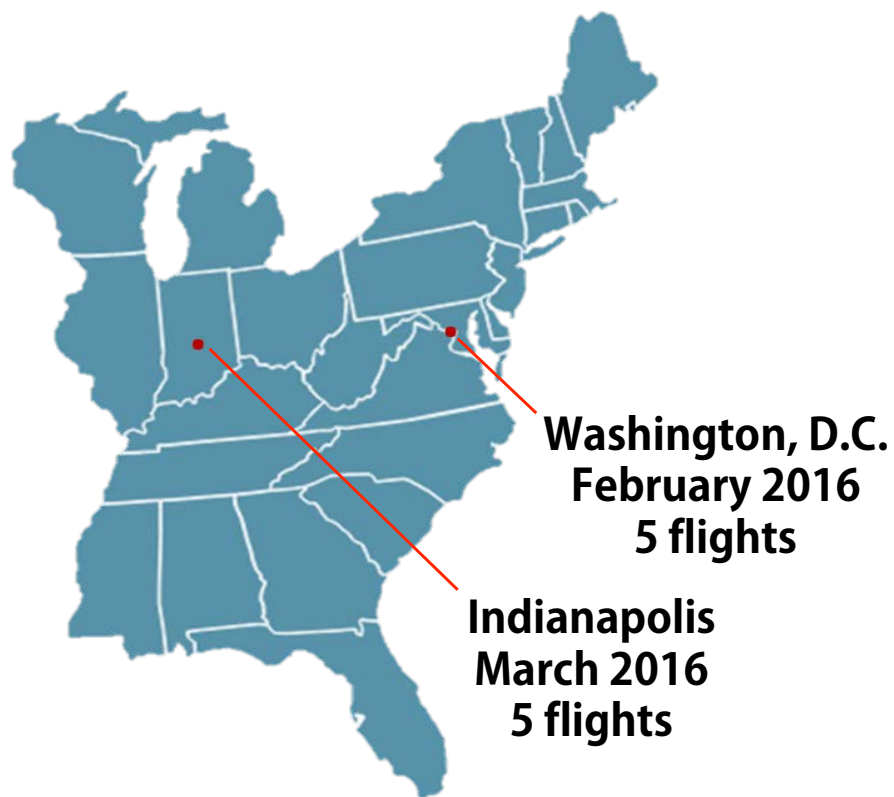 Washington, D.C.
February 2016
5 flights
Indianapolis
March 2016
5 flights